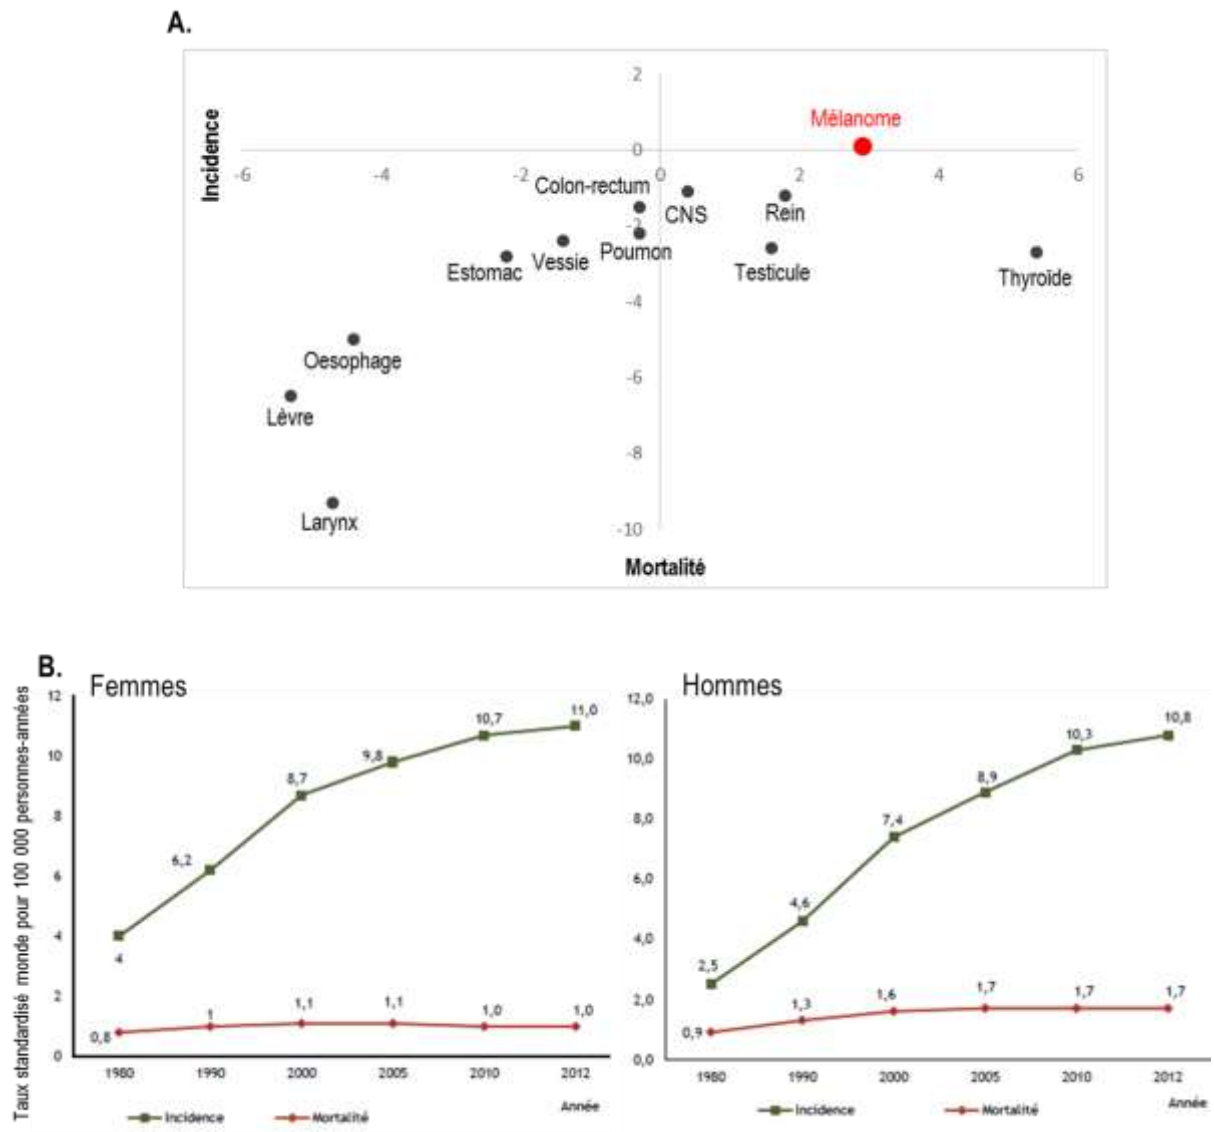 A.
Incidence
2
Mélanome
0
-6
-4
-2
0
2
4
6
Colon-rectum
CNS
Rein
-2
Poumon
Vessie
Estomac
Testicule
Thyroïde
-4
Oesophage
-6
Lèvre
-8
Larynx
-10
Mortalité
B.
Femmes
Taux standardisé monde pour 100 000 personnes-années
12
10
8
6
4
2
0
4
6,2
8,7
9,8
10,7
11,0
0,8
1
1,1
1,1
1,0
1,0
1980 1990 2000 2005 2010 2012
Année
Incidence Mortalité
Hommes
12,0
10,0
8,0
6,0
4,0
2,0
0,0
2,5
4,6
7,4
8,9
10,3
10,8
0,9
1,3
1,6
1,7
1,7
1,7
1980 1990 2000 2005 2010 2012
Année
Incidence Mortalité